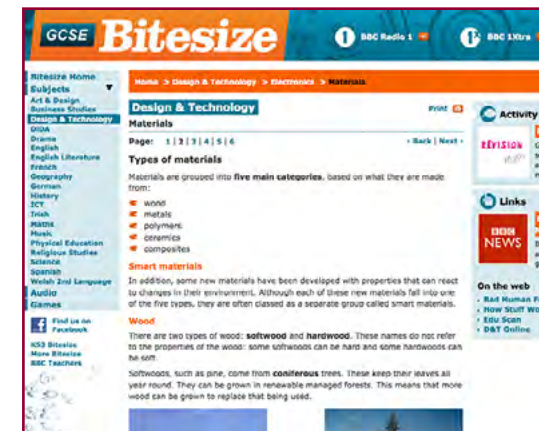 GCSE Bitesize
BBC Radio 1
BBC 1Xtra
Bitesize Home
Subjects
Art & Design
Business Studies
Design & Technology
DIDA
Drama
English
English Literature
French
Geography
German
History
ICT
Irish
Maths
Music
Physical Education
Religious Studies
Science
Spanish
Welsh 2nd Language
Audio
Games
Find us on
Facebook
KS3 Bitesize
More Bitesize
BBC Teachers
Home > Design & Technology > Electronics > Materials
Design & Technology
Print
Materials
Page: 1 | 2 | 3 | 4 | 5 | 6
‹ Back | Next ›
Types of materials
Materials are grouped into five main categories, based on what they are made
from:
wood
metals
polymers
ceramics
composites
Smart materials
In addition, some new materials have been developed with properties that can react
to changes in their environment. Although each of these new materials fall into one
of the five types, they are often classed as a separate group called smart materials.
Wood
There are two types of wood: softwood and hardwood. These names do not refer
to the properties of the wood: some softwoods can be hard and some hardwoods can
be soft.
Softwoods, such as pine, come from coniferous trees. These keep their leaves all
year round. They can be grown in renewable managed forests. This means that more
wood can be grown to replace that being used.
Activity
REVISION
Links
BBC
NEWS
On the web
Rad Human
How Stuff
Edu Scan
D&T Online